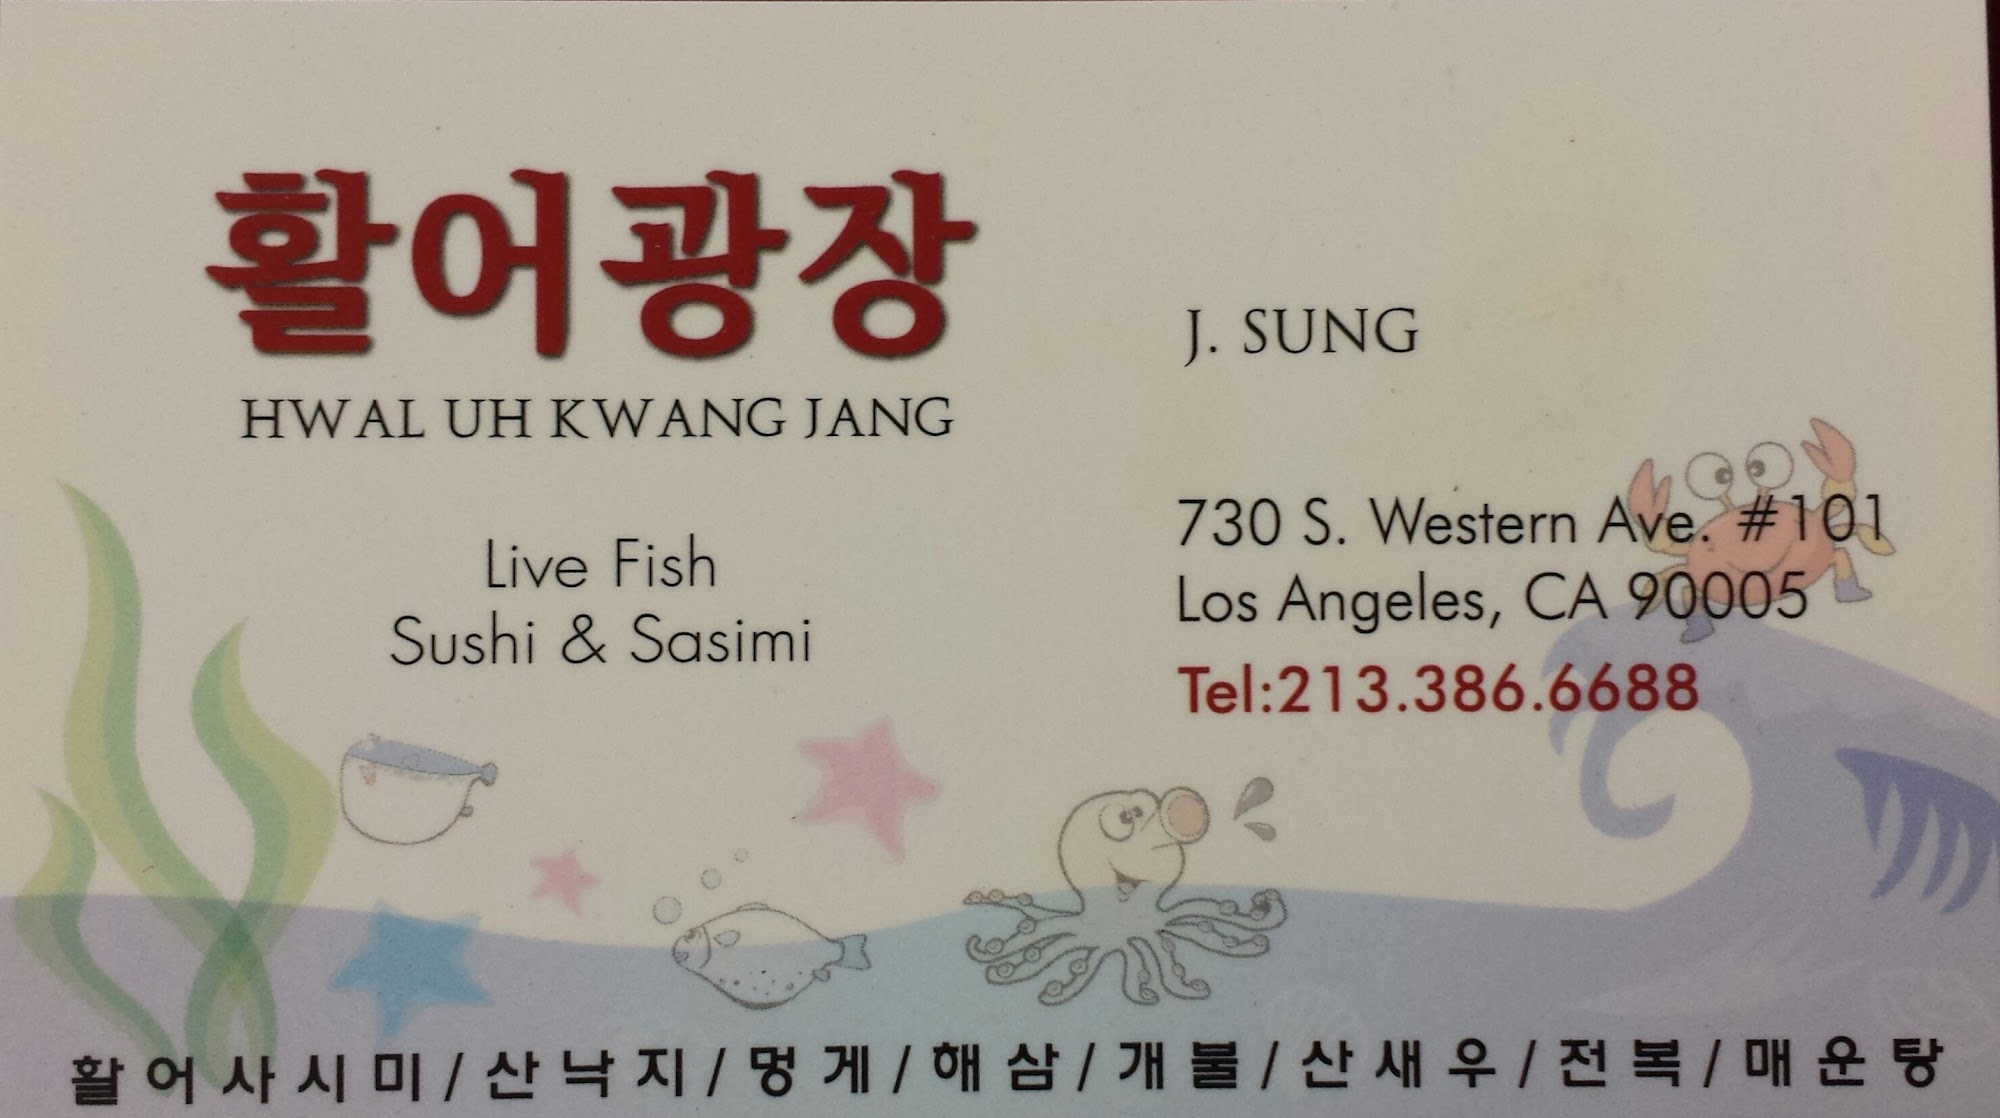 활어광장
HWAL UH KWANG JANG
Live Fish
Sushi & Sasimi
J. SUNG
730 S. Western Ave. #101
Los Angeles, CA 90005
Tel:213.386.6688
활어사시미/산낙지/멍게/해삼/개불/산새우/전복/매운탕